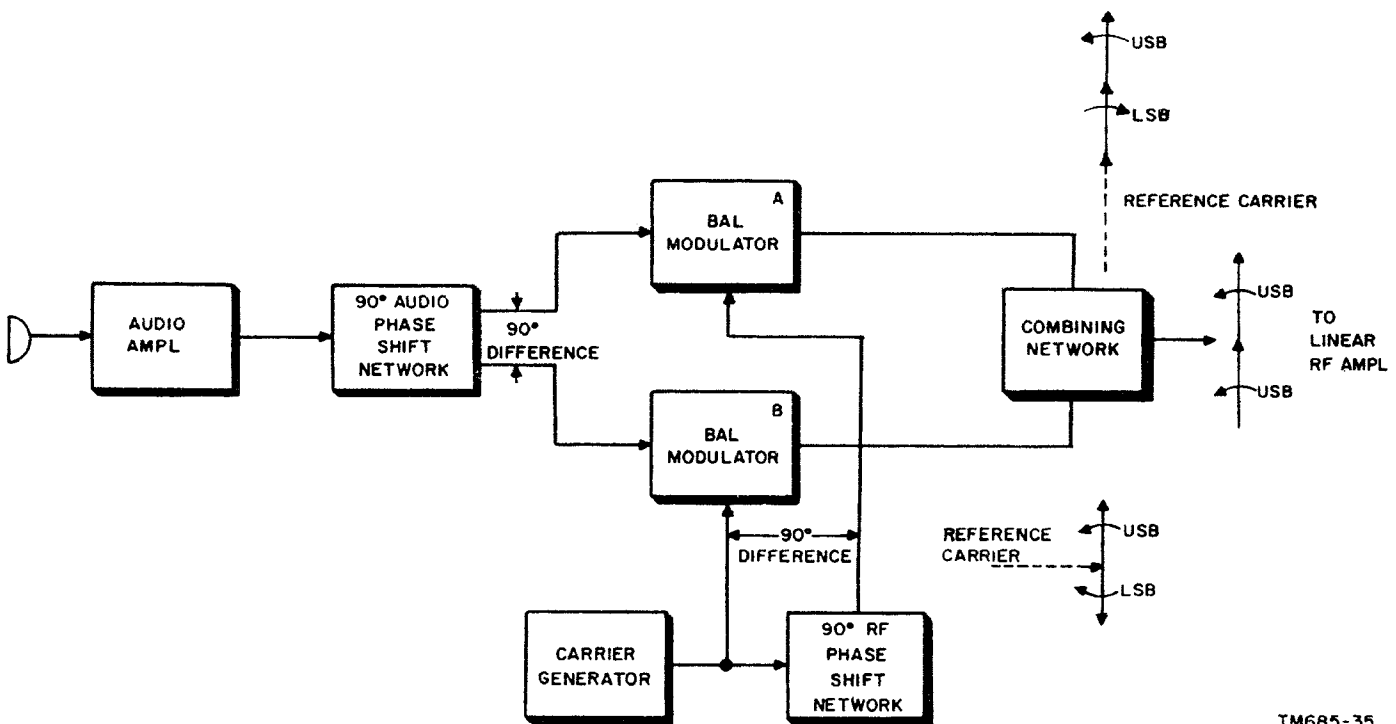 AUDIO
AMPL
90° AUDIO
PHASE
SHIFT
NETWORK
90°
DIFFERENCE
A
BAL
MODULATOR
B
BAL
MODULATOR
CARRIER
GENERATOR
90°
DIFFERENCE
90° RF
PHASE
SHIFT
NETWORK
COMBINING
NETWORK
USB
LSB
REFERENCE CARRIER
USB
USB
TO
LINEAR
RF AMPL
REFERENCE
CARRIER
USB
LSB
TM685-35